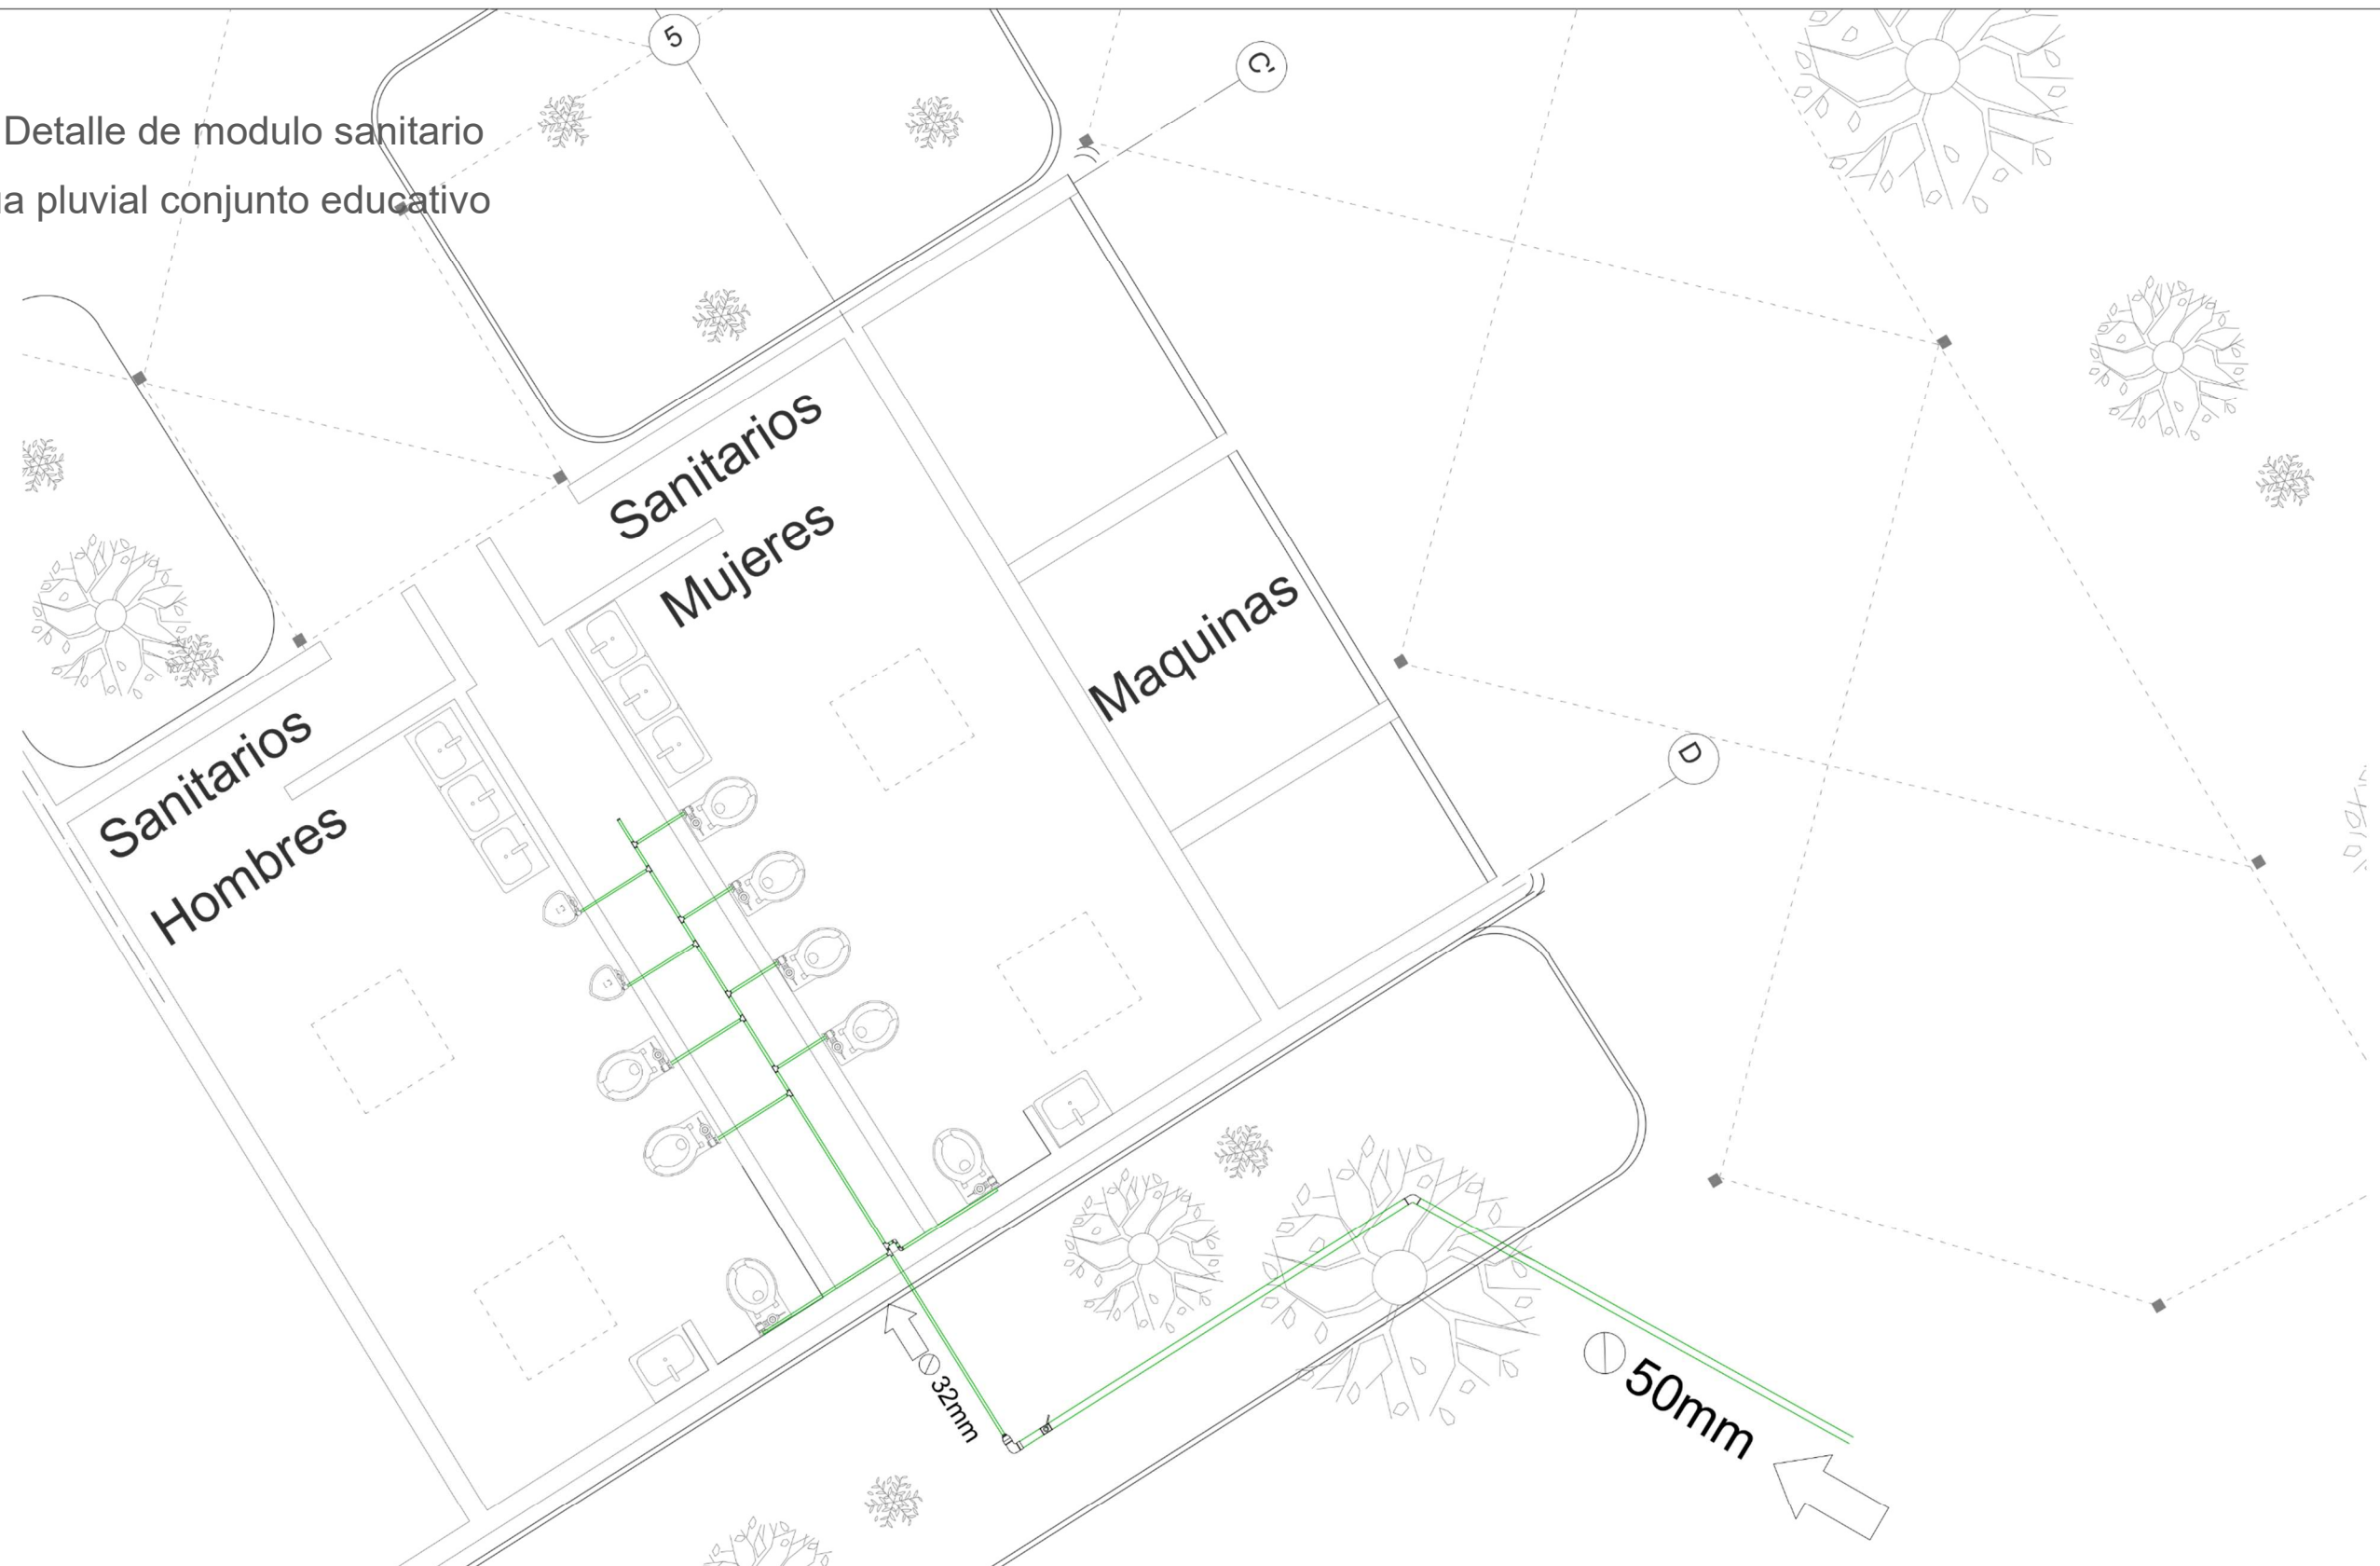 5
C'
Detalle de modulo sanitario
a pluvial conjunto educativo
Sanitarios
Mujeres
Maquinas
Sanitarios
Hombres
D
32mm
50mm